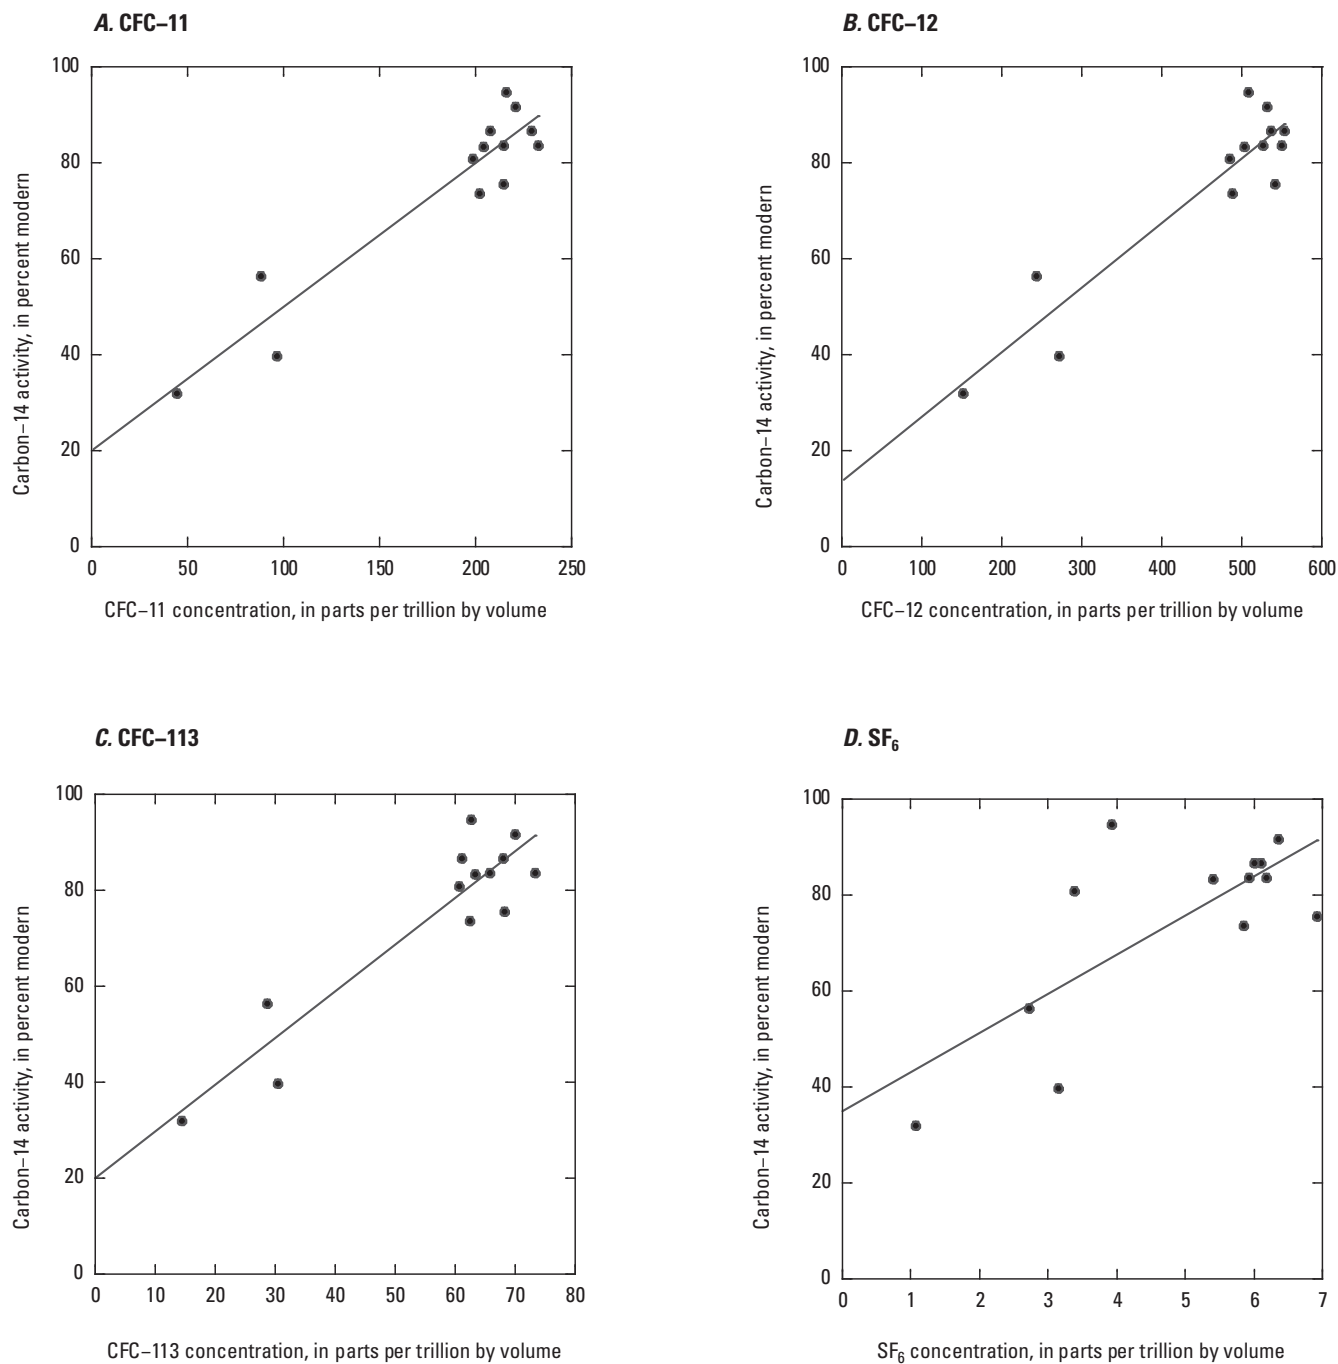 A. CFC–11
100
80
60
40
20
0
Carbon–14 activity, in percent modern
0 50 100 150 200 250
CFC–11 concentration, in parts per trillion by volume
B. CFC–12
100
80
60
40
20
0
Carbon–14 activity, in percent modern
0 100 200 300 400 500 600
CFC–12 concentration, in parts per trillion by volume
C. CFC–113
100
80
60
40
20
0
Carbon–14 activity, in percent modern
0 10 20 30 40 50 60 70 80
CFC–113 concentration, in parts per trillion by volume
D. SF₆
100
80
60
40
20
0
Carbon–14 activity, in percent modern
0 1 2 3 4 5 6 7
SF₆ concentration, in parts per trillion by volume